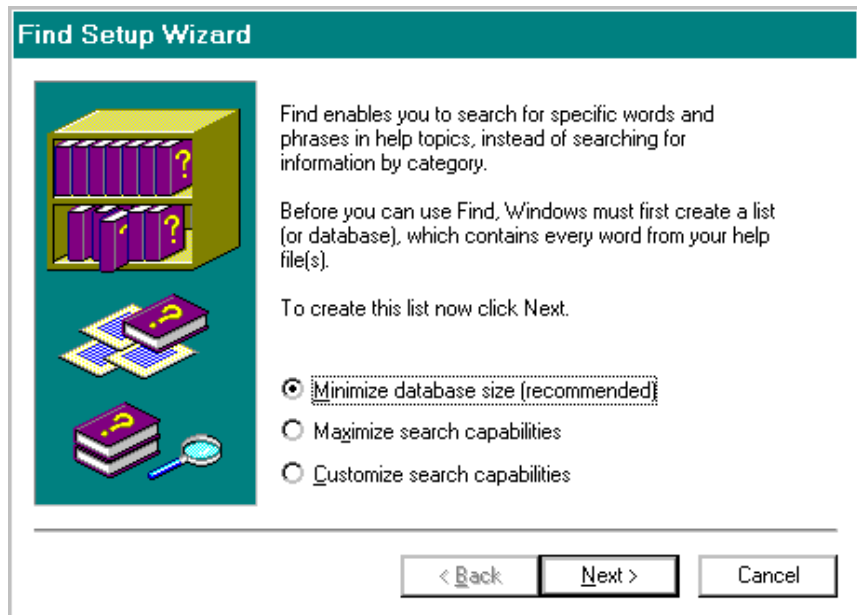 Find Setup Wizard
Find enables you to search for specific words and
phrases in help topics, instead of searching for
information by category.
Before you can use Find, Windows must first create a list
(or database), which contains every word from your help
file(s).
To create this list now click Next.
Minimize database size (recommended)
Maximize search capabilities
Customize search capabilities
< Back
Next >
Cancel